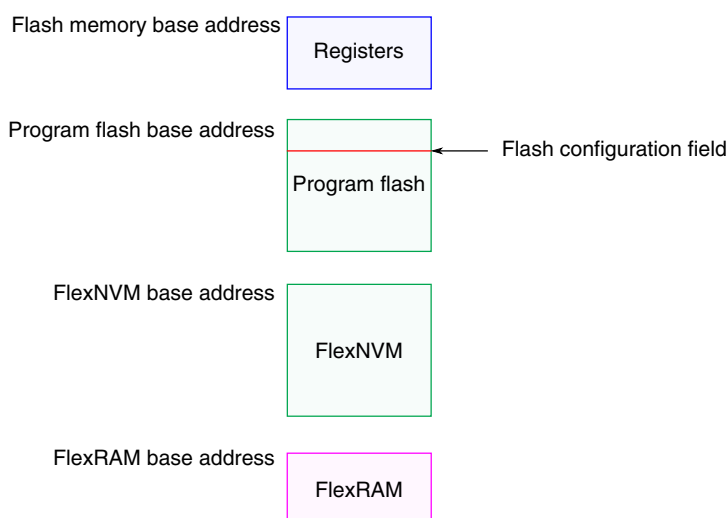 Flash memory base address
Registers
Program flash base address
Flash configuration field
Program flash
FlexNVM base address
FlexNVM
FlexRAM base address
FlexRAM